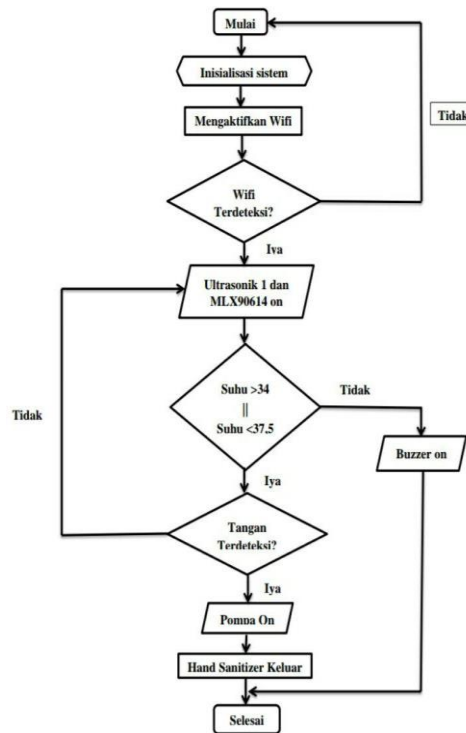 Mulai
Inisialisasi sistem
Mengaktifkan Wifi
Tidak
Wifi
Terdeteksi?
Iya
Ultrasonik 1 dan
MLX90614 on
Suhu >34
||
Suhu <37.5
Tidak
Tidak
Buzzer on
Iya
Tangan
Terdeteksi?
Iya
Pompa On
Hand Sanitizer Keluar
Selesai